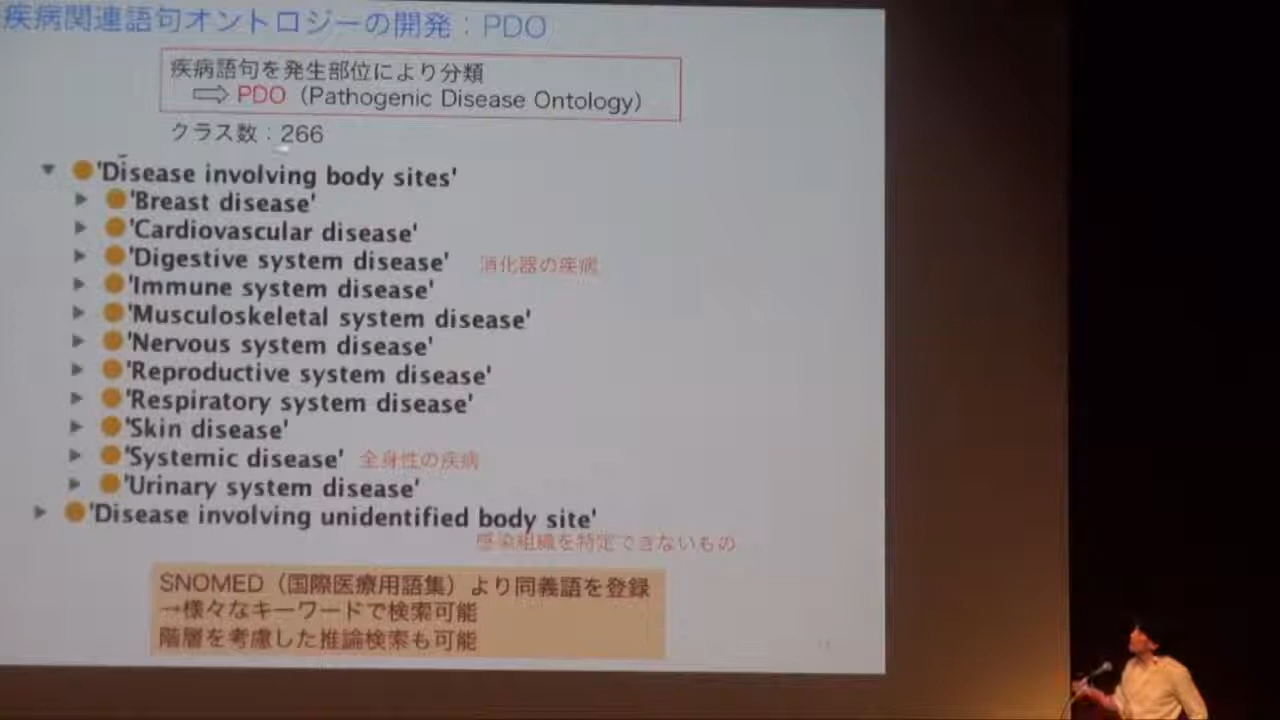 疾病関連語句オントロジーの開発：PDO
疾病語句を発生部位により分類
⇨ PDO（Pathogenic Disease Ontology）
クラス数：266
'Disease involving body sites'
'Breast disease'
'Cardiovascular disease'
'Digestive system disease' 消化器の疾病
'Immune system disease'
'Musculoskeletal system disease'
'Nervous system disease'
'Reproductive system disease'
'Respiratory system disease'
'Skin disease'
'Systemic disease' 全身性の疾病
'Urinary system disease'
'Disease involving unidentified body site'
感染組織を特定できないもの
SNOMED（国際医療用語集）より同義語を登録
→様々なキーワードで検索可能
階層を考慮した推論検索も可能